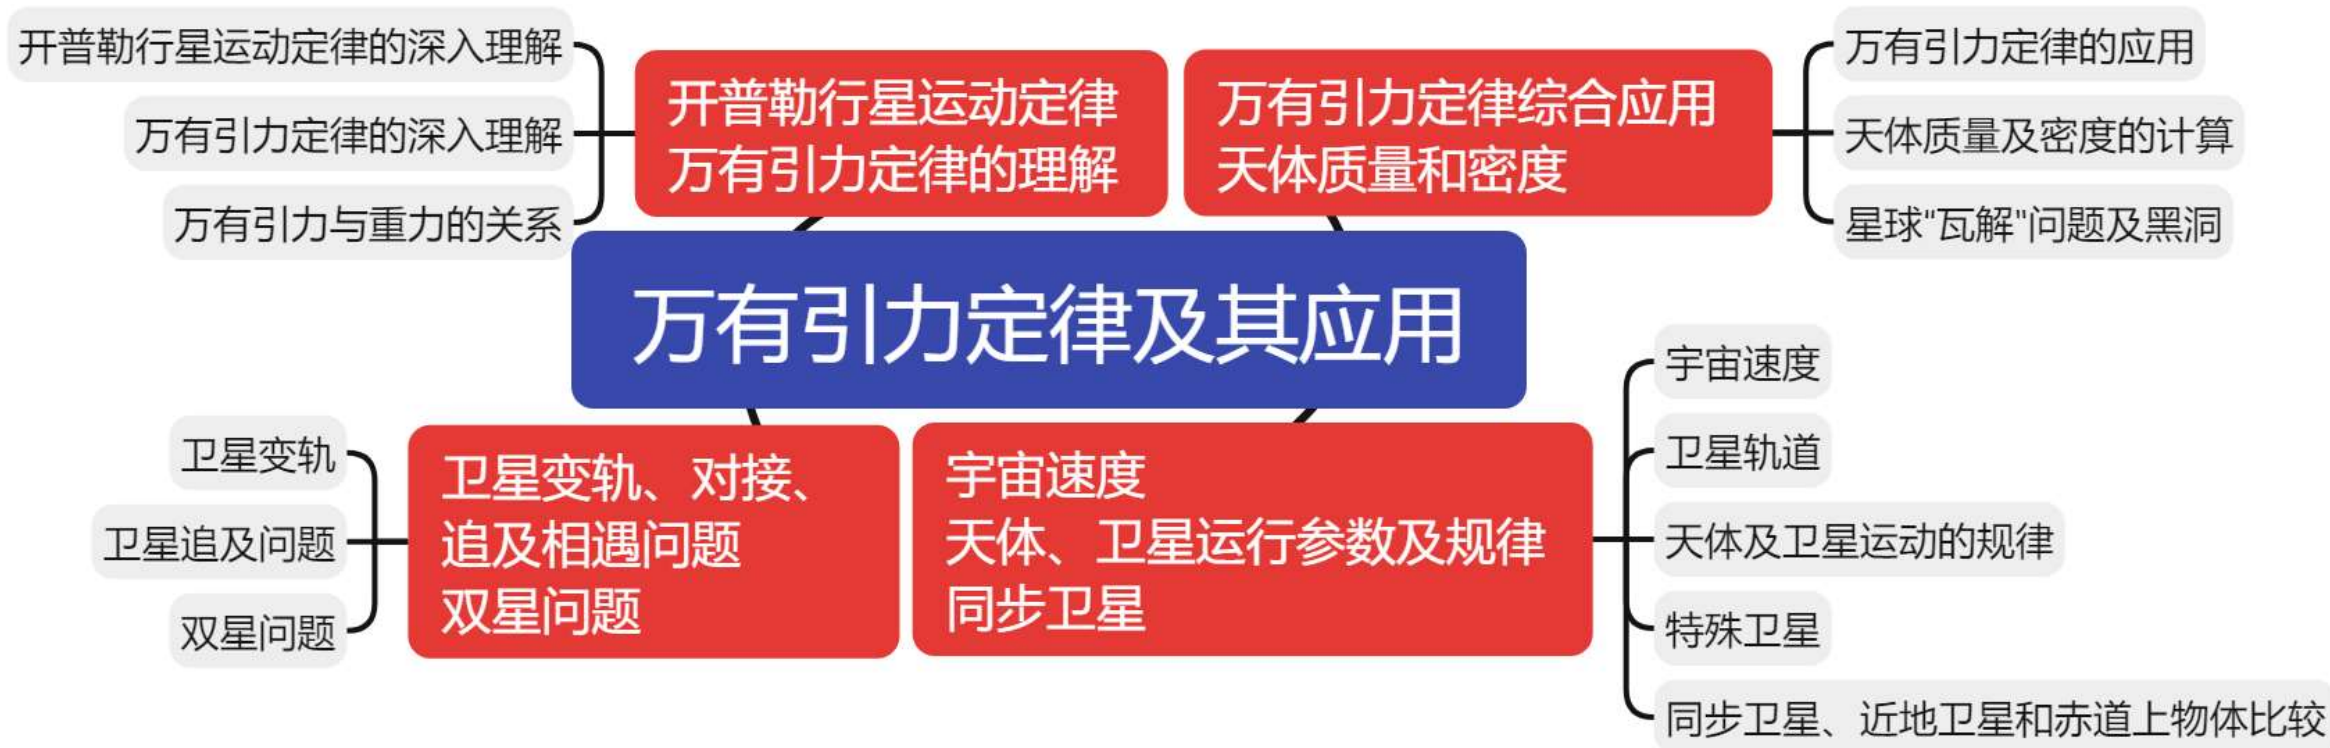 开普勒行星运动定律的深入理解
万有引力定律的深入理解
万有引力与重力的关系
开普勒行星运动定律
万有引力定律的理解
万有引力定律综合应用
天体质量和密度
万有引力定律的应用
天体质量及密度的计算
星球"瓦解"问题及黑洞
万有引力定律及其应用
卫星变轨
卫星追及问题
双星问题
卫星变轨、对接、
追及相遇问题
双星问题
宇宙速度
天体、卫星运行参数及规律
同步卫星
宇宙速度
卫星轨道
天体及卫星运动的规律
特殊卫星
同步卫星、近地卫星和赤道上物体比较